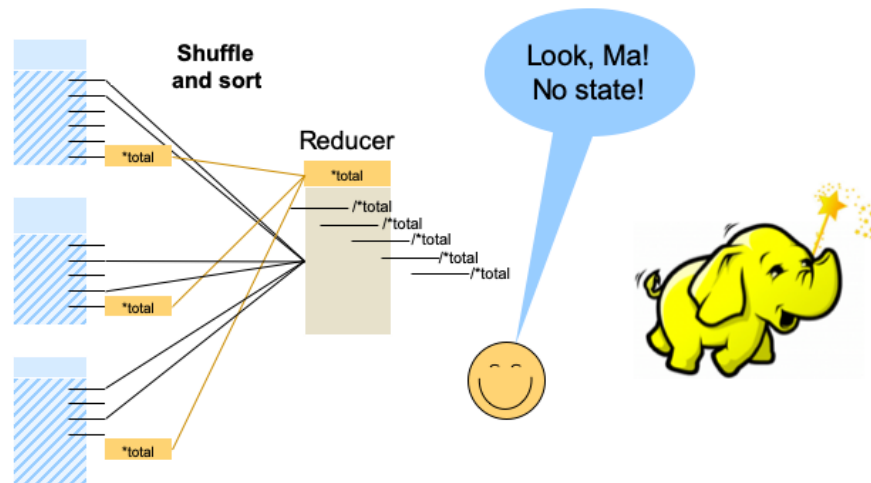 Shuffle
and sort
Look, Ma!
No state!
Reducer
*total
*total
/*total
/*total
/*total
/*total
/*total
*total
*total